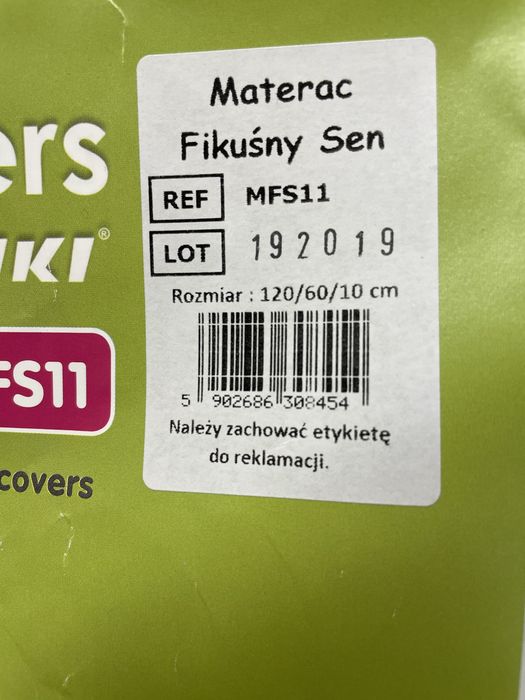 Materac
Fikuśny Sen
REF MFS11
LOT 192019
Rozmiar : 120/60/10 cm
5 902686 308454
Należy zachować etykietę
do reklamacji.
ers
IKI®
FS11
covers